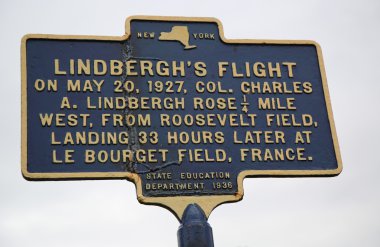 NEW YORK
LINDBERGH'S FLIGHT
ON MAY 20, 1927, COL. CHARLES
A. LINDBERGH ROSE ¼ MILE
WEST, FROM ROOSEVELT FIELD,
LANDING 33 HOURS LATER AT
LE BOURGET FIELD, FRANCE.
STATE EDUCATION
DEPARTMENT 1936